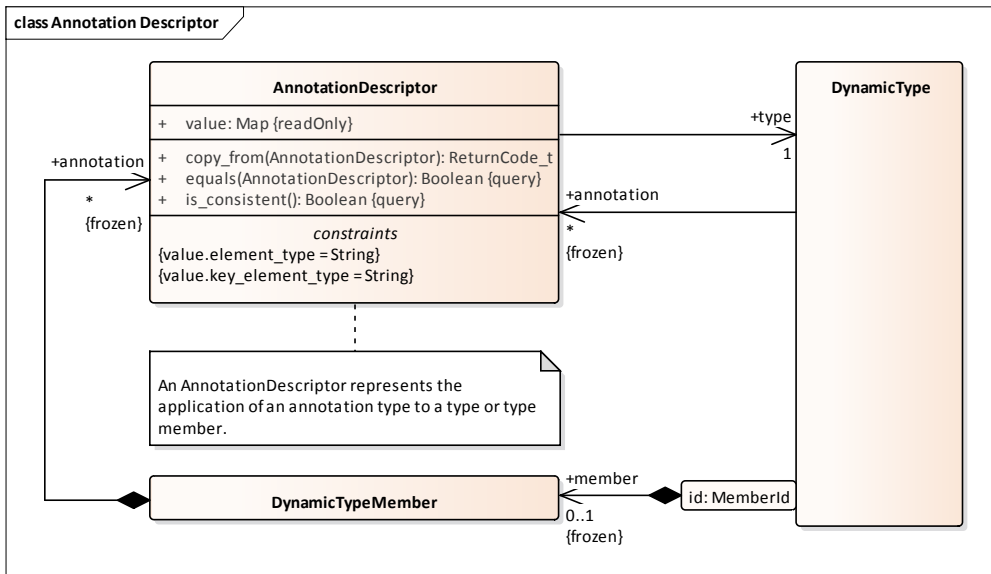 class Annotation Descriptor
AnnotationDescriptor
+ value: Map {readOnly}
+ copy_from(AnnotationDescriptor): ReturnCode_t
+ equals(AnnotationDescriptor): Boolean {query}
+ is_consistent(): Boolean {query}
constraints
{value.element_type = String}
{value.key_element_type = String}
DynamicType
+type
1
+annotation
*
{frozen}
+annotation
*
{frozen}
An AnnotationDescriptor represents the
application of an annotation type to a type or type
member.
DynamicTypeMember
+member
0..1
{frozen}
id: MemberId